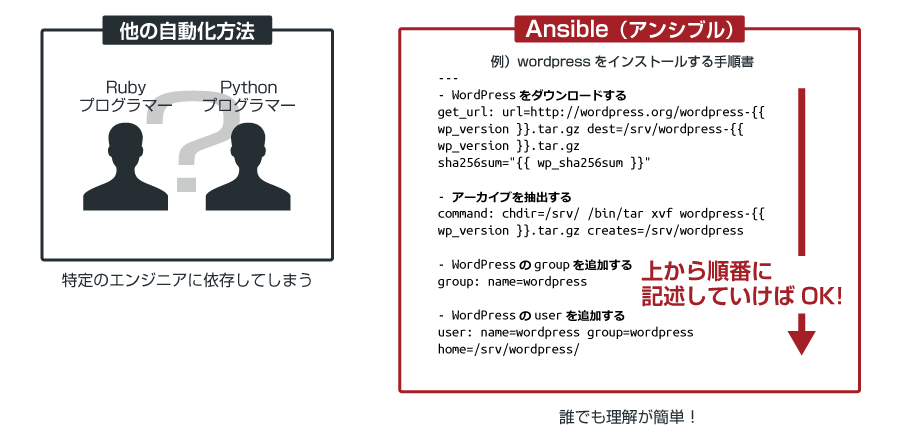 他の自動化方法
Ruby
プログラマー
Python
プログラマー
?
特定のエンジニアに依存してしまう
Ansible（アンシブル）
例）wordpress をインストールする手順書
---
- WordPress をダウンロードする
get_url: url=http://wordpress.org/wordpress-{{
wp_version }}.tar.gz dest=/srv/wordpress-{{
wp_version }}.tar.gz
sha256sum="{{ wp_sha256sum }}"
- アーカイブを抽出する
command: chdir=/srv/ /bin/tar xvf wordpress-{{
wp_version }}.tar.gz creates=/srv/wordpress
- WordPress の group を追加する
group: name=wordpress
- WordPress の user を追加する
user: name=wordpress group=wordpress
home=/srv/wordpress/
上から順番に
記述していけば OK!
誰でも理解が簡単！